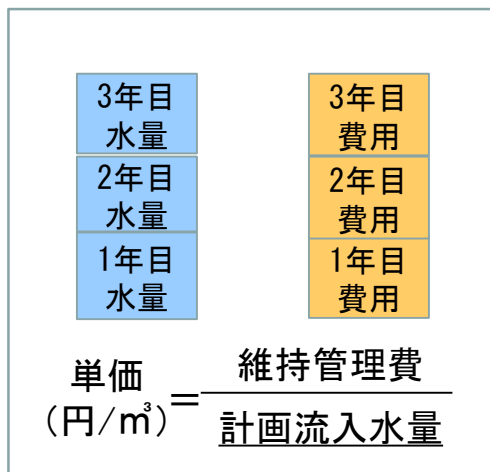 3年目
水量
2年目
水量
1年目
水量
3年目
費用
2年目
費用
1年目
費用
単価
(円/㎥)
=
維持管理費
計画流入水量